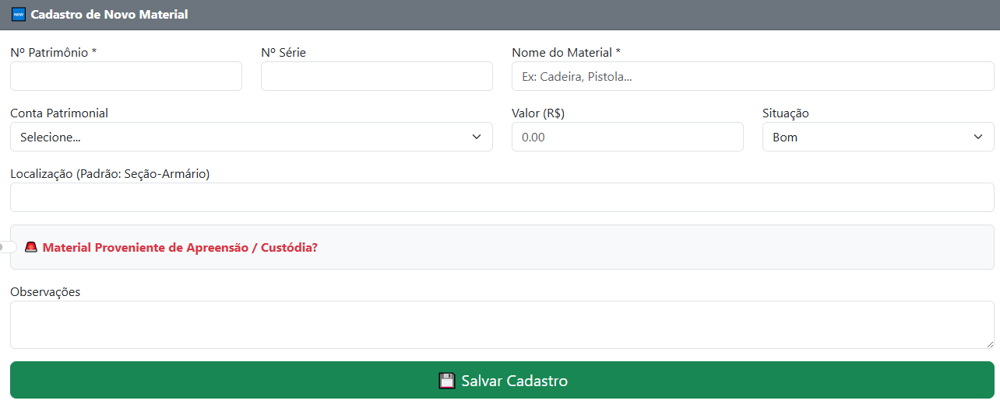 NEW Cadastro de Novo Material
Nº Patrimônio * Nº Série Nome do Material *
Ex: Cadeira, Pistola...
Conta Patrimonial Valor (R$) Situação
Selecione... 0.00 Bom
Localização (Padrão: Seção-Armário)
Material Proveniente de Apreensão / Custódia?
Observações
Salvar Cadastro